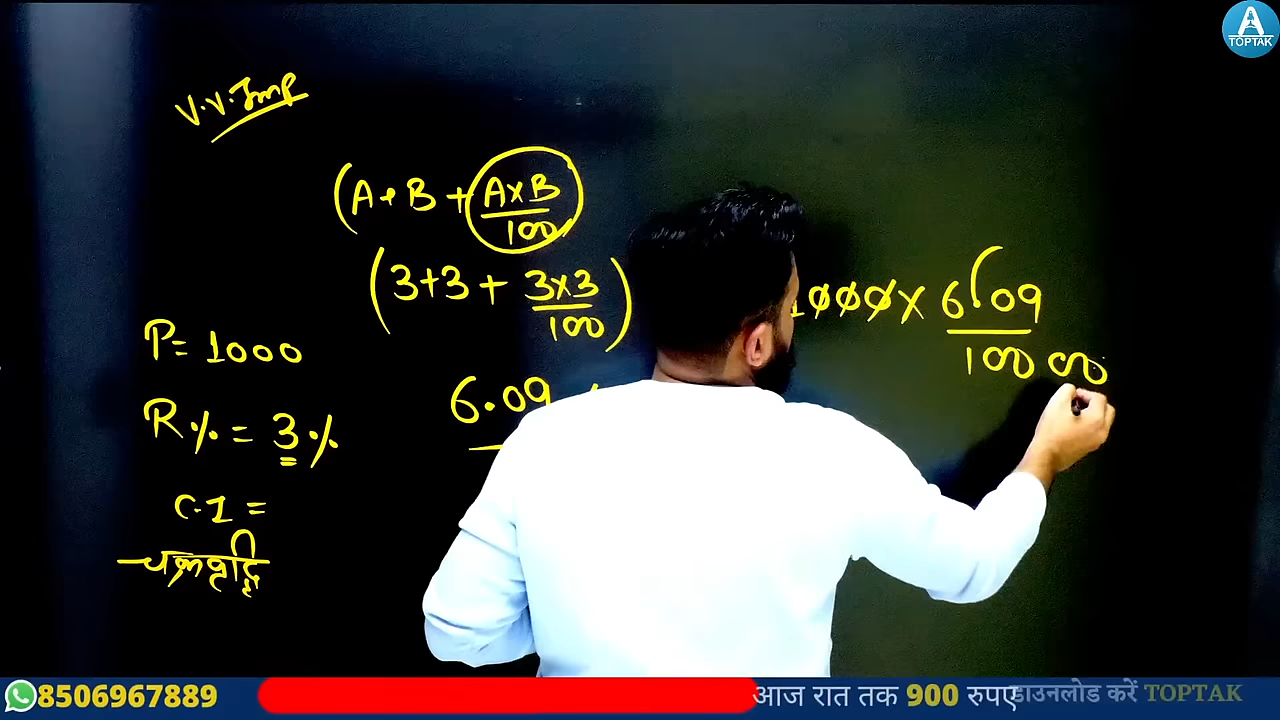 TOPTAK
V.V.Imp
(A+B + A×B/100
(3+3 + 3×3/100)
1000 × 6.09/10000
P= 1000
6.09
R% = 3%
C.I =
चक्रवृद्धि
8506967889
आज रात तक 900 रुपए
डाउनलोड करें TOPTAK